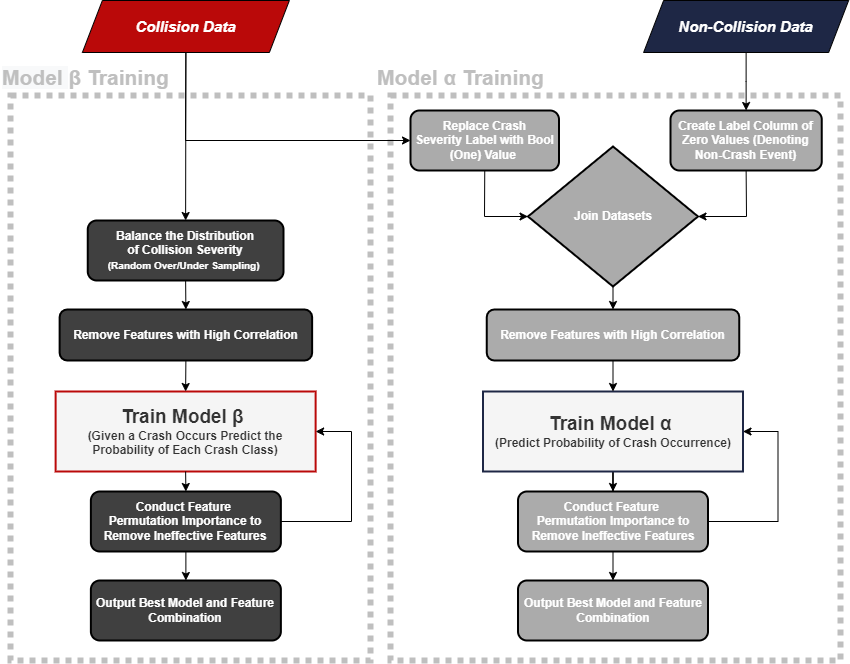 Collision Data
Non-Collision Data
Model β Training
Model α Training
Replace Crash
Severity Label with Bool
(One) Value
Create Label Column of
Zero Values (Denoting
Non-Crash Event)
Join Datasets
Balance the Distribution
of Collision Severity
(Random Over/Under Sampling)
Remove Features with High Correlation
Remove Features with High Correlation
Train Model β
(Given a Crash Occurs Predict the
Probability of Each Crash Class)
Train Model α
(Predict Probability of Crash Occurrence)
Conduct Feature
Permutation Importance to
Remove Ineffective Features
Conduct Feature
Permutation Importance to
Remove Ineffective Features
Output Best Model and Feature
Combination
Output Best Model and Feature
Combination